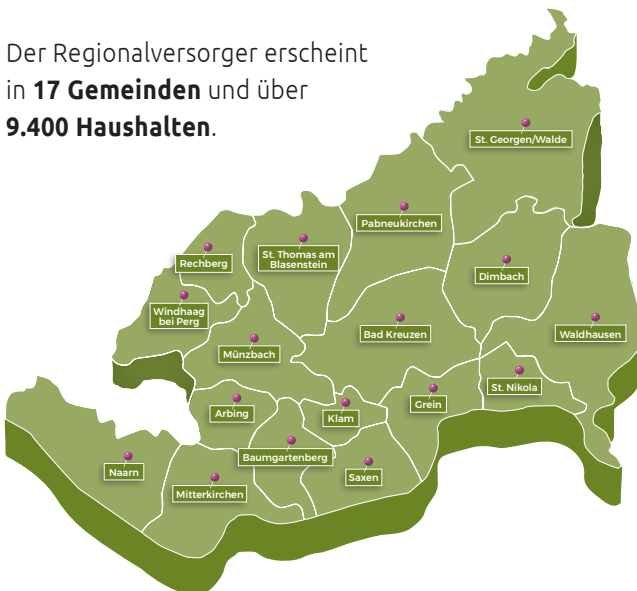 Der Regionalversorger erscheint
in 17 Gemeinden und über
9.400 Haushalten.
St. Georgen/Walde
Pabneukirchen
St. Thomas am
Blasenstein
Rechberg
Dimbach
Windhaag
bei Perg
Bad Kreuzen
Waldhausen
Münzbach
St. Nikola
Grein
Arbing
Klam
Baumgartenberg
Naarn
Saxen
Mitterkirchen